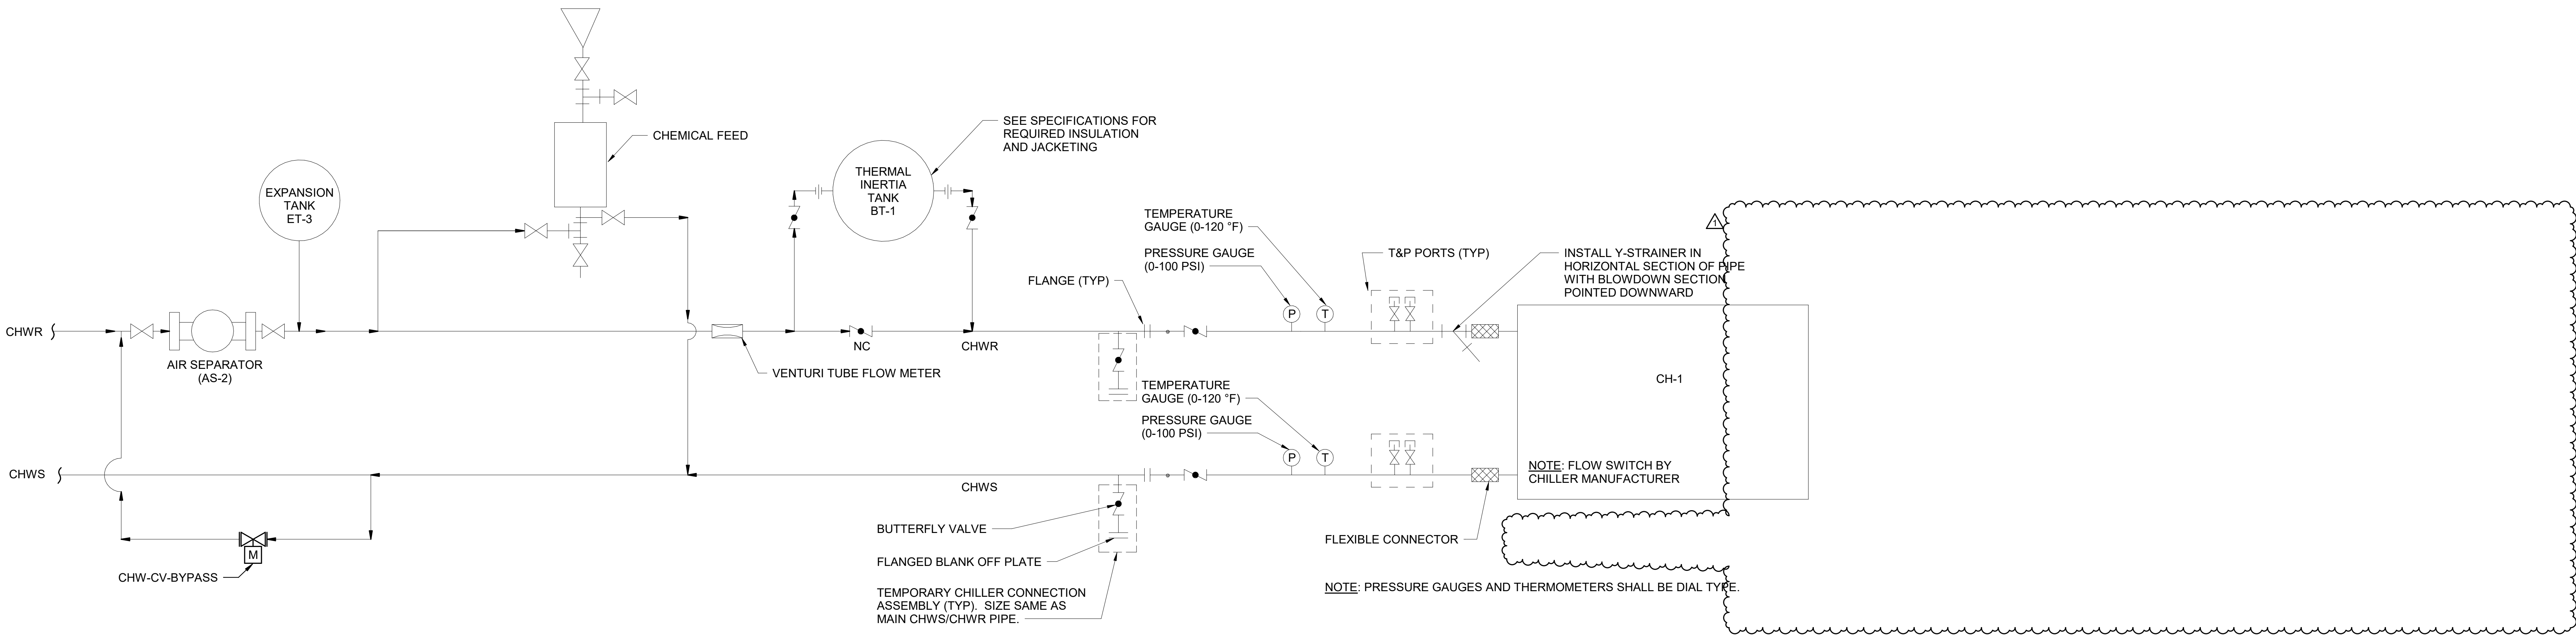 CHEMICAL FEED
SEE SPECIFICATIONS FOR
REQUIRED INSULATION
AND JACKETING
EXPANSION
TANK
ET-3
THERMAL
INERTIA
TANK
BT-1
TEMPERATURE
GAUGE (0-120 °F)
PRESSURE GAUGE
(0-100 PSI)
FLANGE (TYP)
T&P PORTS (TYP)
INSTALL Y-STRAINER IN
HORIZONTAL SECTION OF PIPE
WITH BLOWDOWN SECTION
POINTED DOWNWARD
1
P
T
CHWR
AIR SEPARATOR
(AS-2)
NC
CHWR
VENTURI TUBE FLOW METER
TEMPERATURE
GAUGE (0-120 °F)
PRESSURE GAUGE
(0-100 PSI)
CH-1
P
T
NOTE: FLOW SWITCH BY
CHILLER MANUFACTURER
CHWS
CHWS
BUTTERFLY VALVE
FLANGED BLANK OFF PLATE
TEMPORARY CHILLER CONNECTION
ASSEMBLY (TYP).  SIZE SAME AS
MAIN CHWS/CHWR PIPE.
FLEXIBLE CONNECTOR
M
CHW-CV-BYPASS
NOTE: PRESSURE GAUGES AND THERMOMETERS SHALL BE DIAL TYPE.